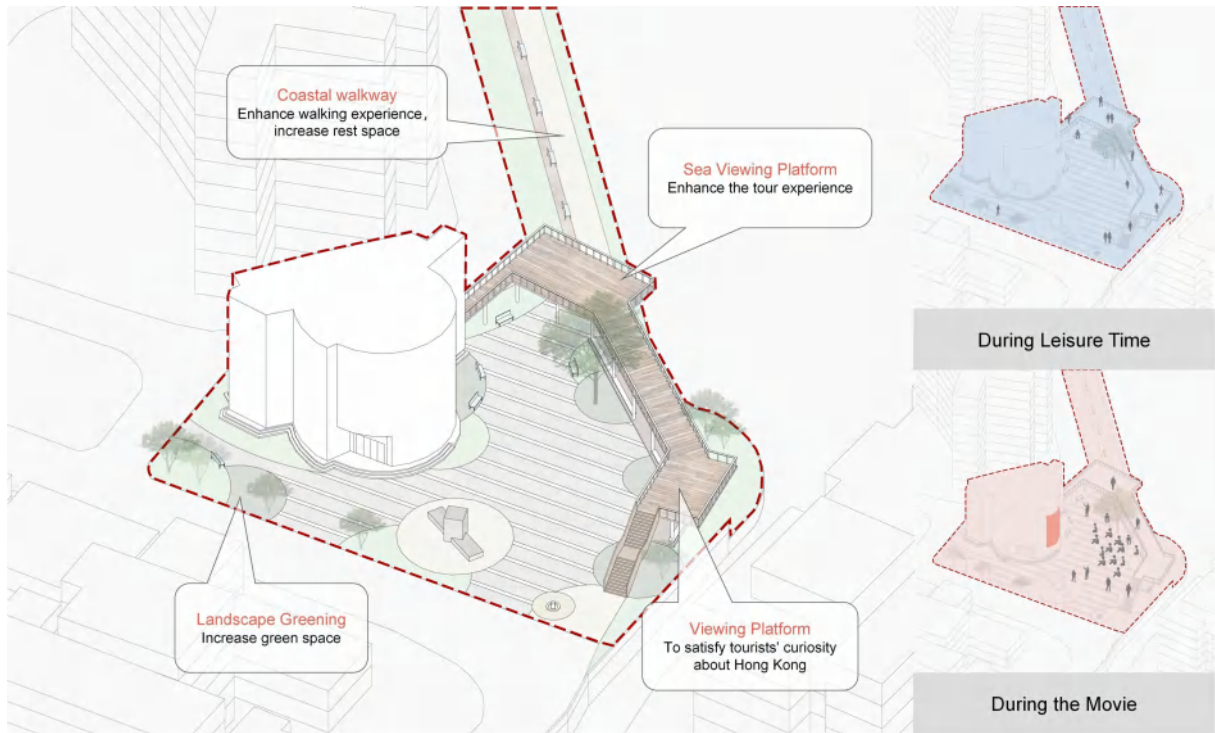 Coastal walkway
Enhance walking experience,
increase rest space
Sea Viewing Platform
Enhance the tour experience
Landscape Greening
Increase green space
Viewing Platform
To satisfy tourists' curiosity
about Hong Kong
During Leisure Time
During the Movie